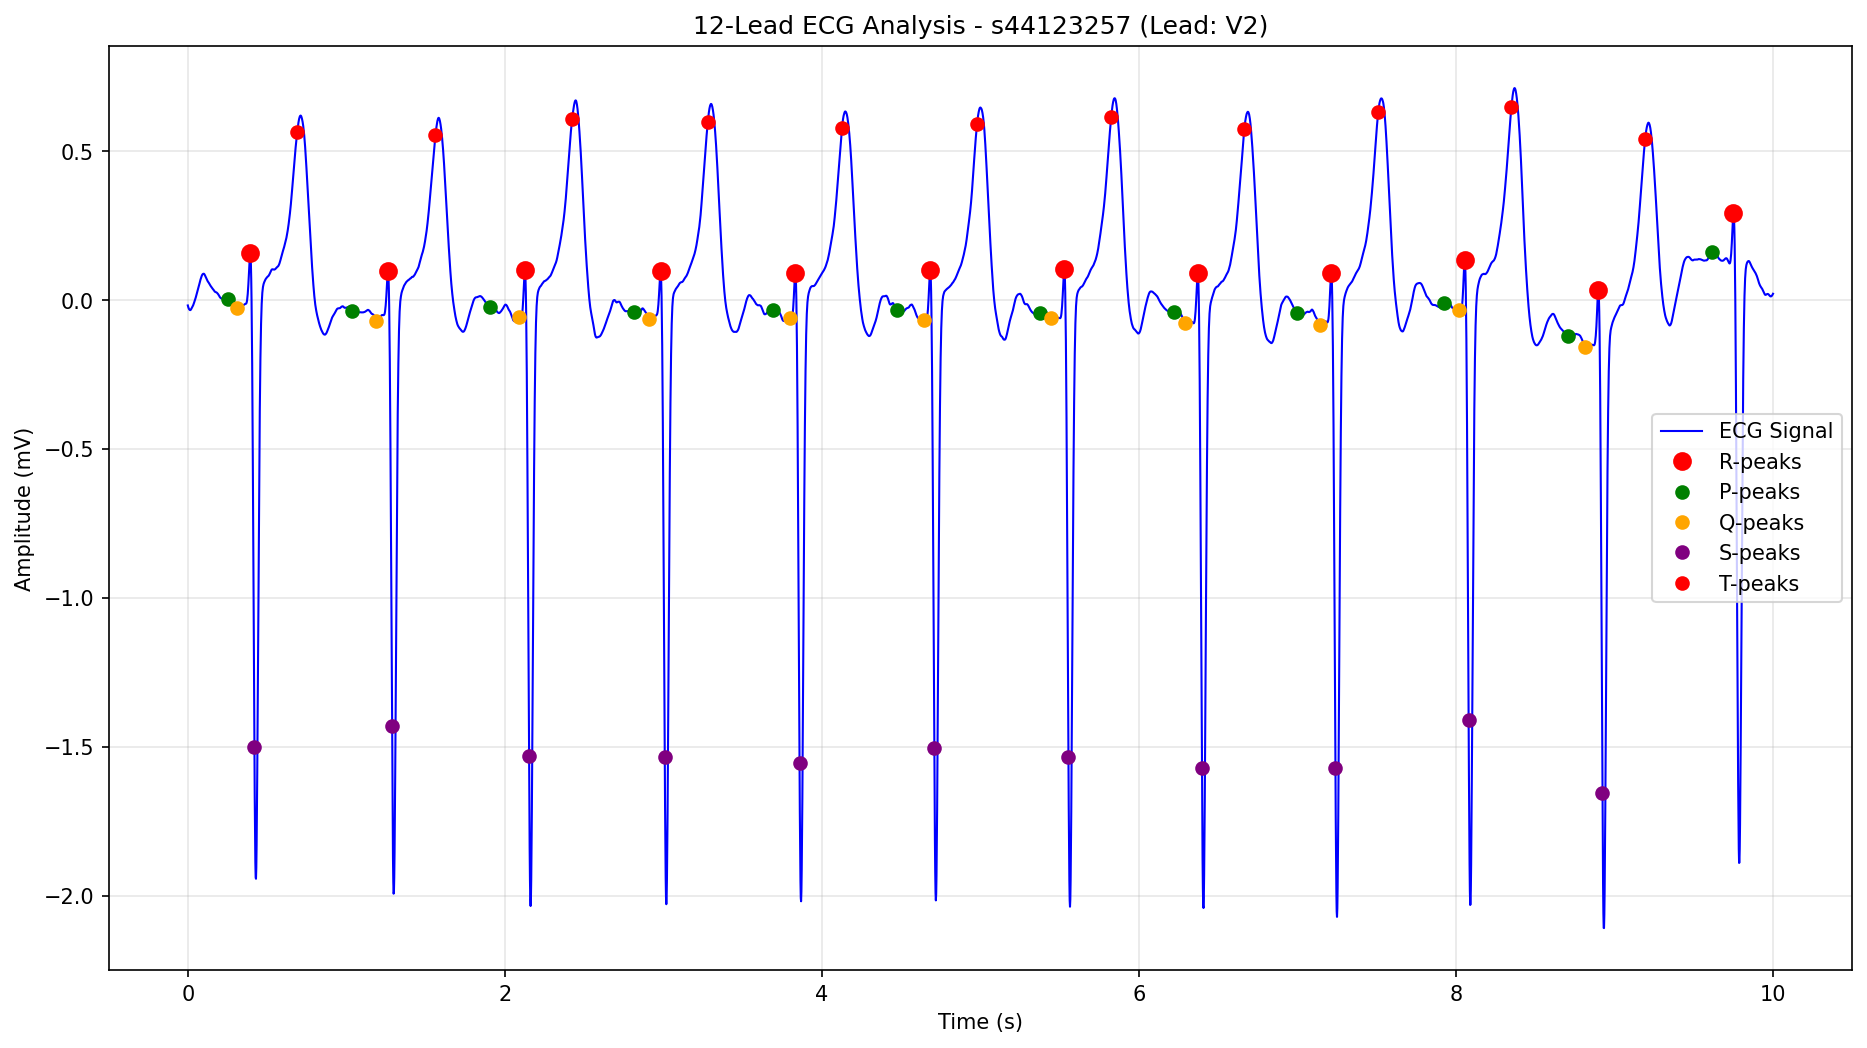 12-Lead ECG Analysis - s44123257 (Lead: V2)
Amplitude (mV)
0.5
0.0
−0.5
−1.0
−1.5
−2.0
ECG Signal
R-peaks
P-peaks
Q-peaks
S-peaks
T-peaks
0 2 4 6 8 10
Time (s)